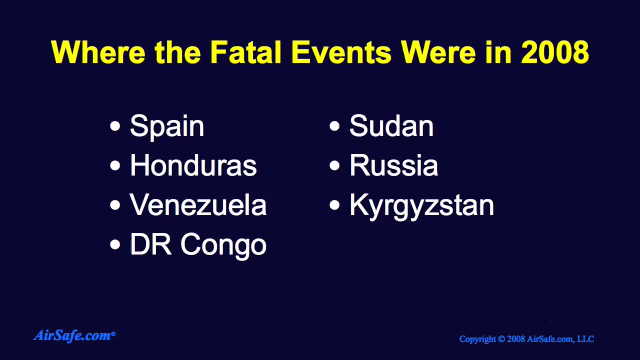 Where the Fatal Events Were in 2008
• Spain
• Honduras
• Venezuela
• DR Congo
• Sudan
• Russia
• Kyrgyzstan
AirSafe.com®
Copyright © 2008 AirSafe.com, LLC